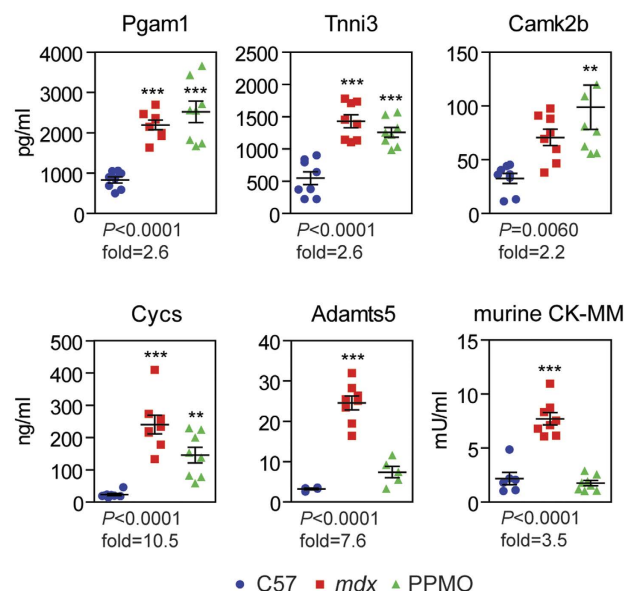 Pgam1
Tnni3
Camk2b
pg/ml
4000
3000
2000
1000
0
*** ***
P<0.0001
fold=2.6
2500
2000
1500
1000
500
0
***
***
P<0.0001
fold=2.6
150
100
50
0
**
P=0.0060
fold=2.2
Cycs
Adamts5
murine CK-MM
ng/ml
500
400
300
200
100
0
***
**
P<0.0001
fold=10.5
40
30
20
10
0
***
P<0.0001
fold=7.6
mU/ml
15
10
5
0
***
P<0.0001
fold=3.5
C57 mdx PPMO